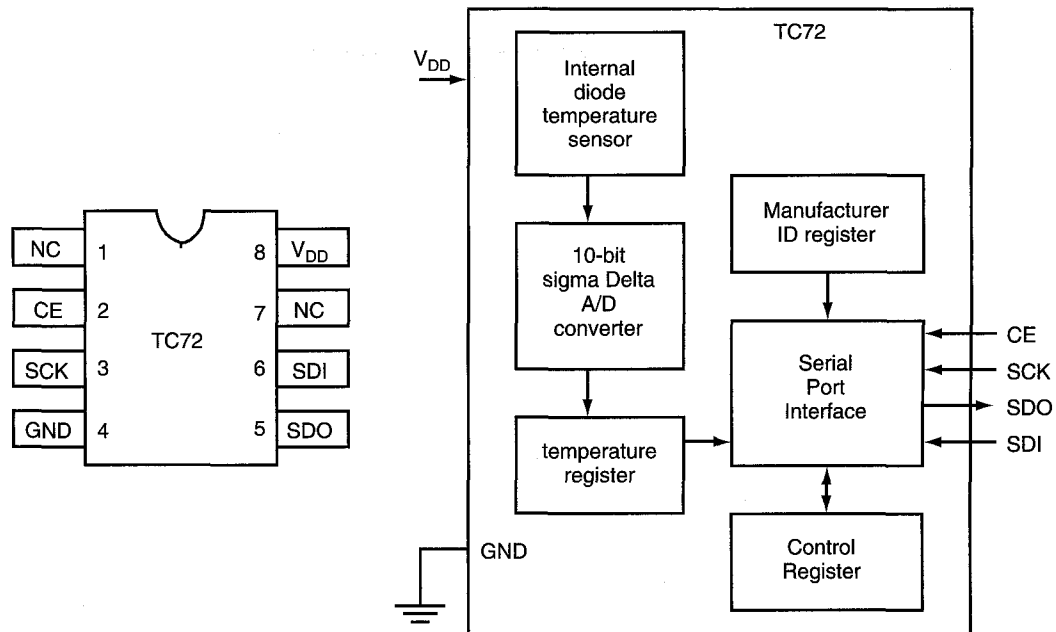 NC
1
8
VDD
CE
2
7
NC
TC72
SCK
3
6
SDI
GND
4
5
SDO
TC72
VDD
Internal
diode
temperature
sensor
10-bit
sigma Delta
A/D
converter
temperature
register
Manufacturer
ID register
Serial
Port
Interface
Control
Register
CE
SCK
SDO
SDI
GND